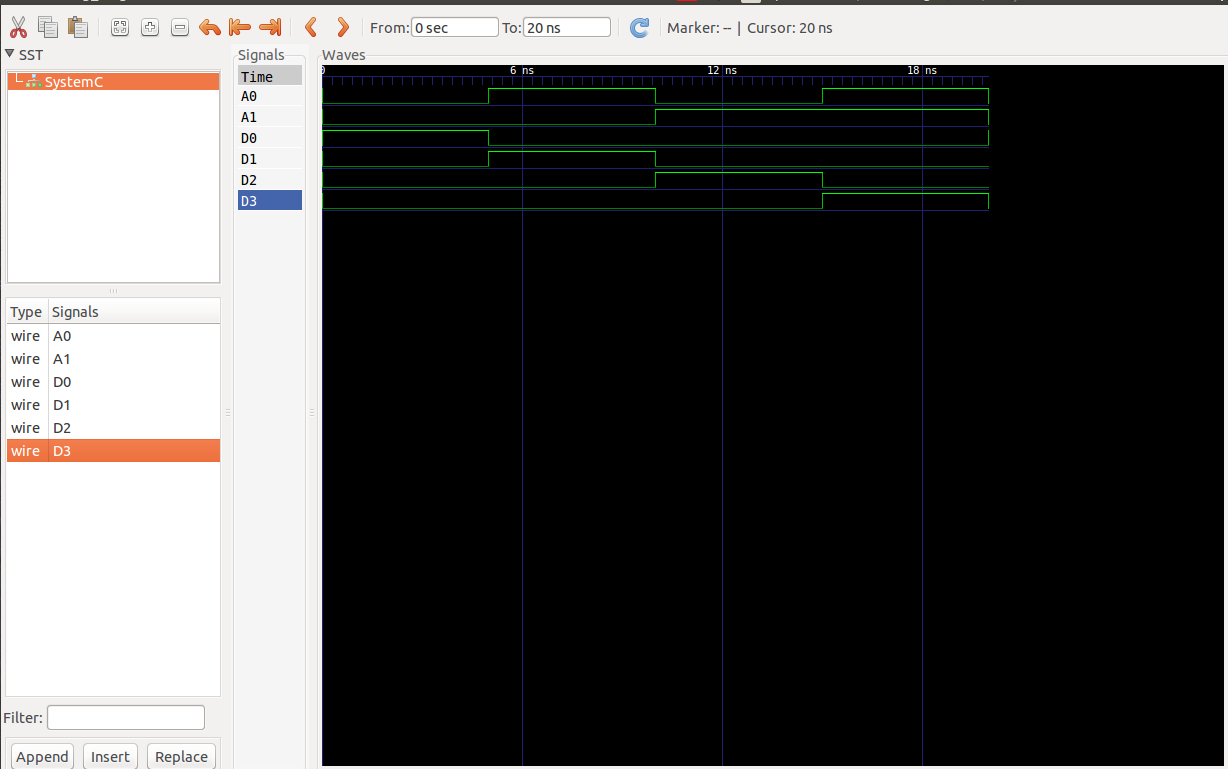 From: 0 sec To: 20 ns Marker: -- | Cursor: 20 ns
SST
SystemC
Type Signals
wire A0
wire A1
wire D0
wire D1
wire D2
wire D3
Filter:
Append Insert Replace
Signals
Time
A0
A1
D0
D1
D2
D3
Waves
0 6 ns 12 ns 18 ns